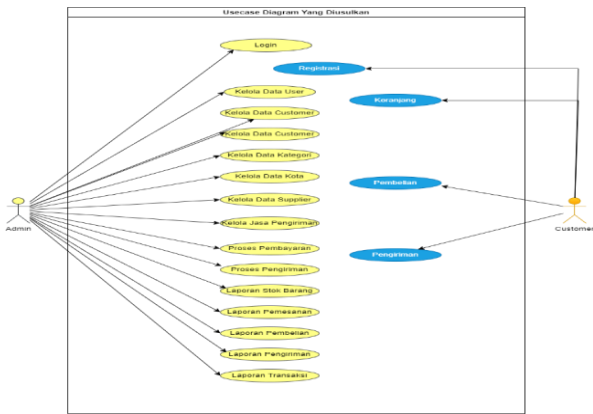 Usecase Diagram Yang Diusulkan
Login
Registrasi
Kelola Data User
Keranjang
Kelola Data Customer
Kelola Data Customer
Kelola Data Kategori
Kelola Data Kota
Pembelian
Kelola Data Supplier
Admin
Customer
Kelola Jasa Pengiriman
Proses Pembayaran
Pengiriman
Proses Pengiriman
Laporan Stok Barang
Laporan Pemesanan
Laporan Pembelian
Laporan Pengiriman
Laporan Transaksi